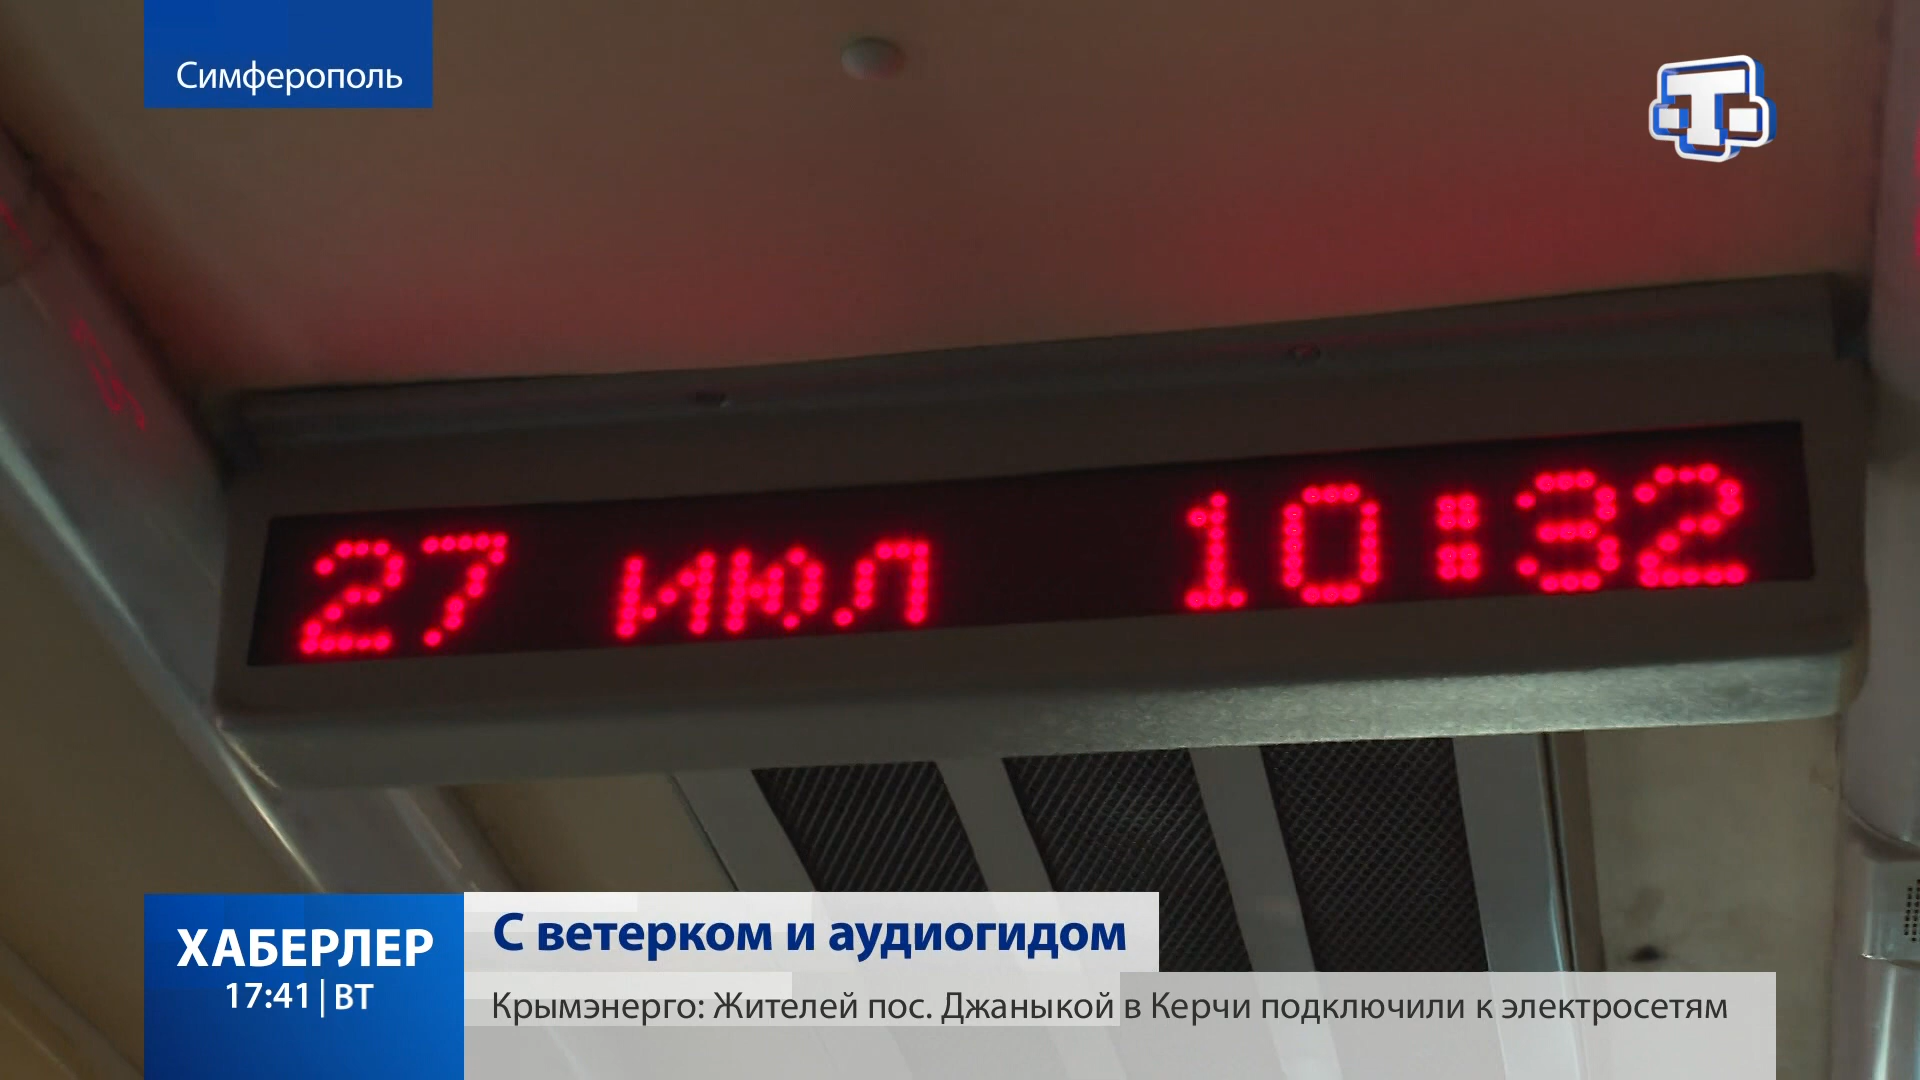 Симферополь
Т
27 июл 10:32
ХАБЕРЛЕР
17:41|ВТ
С ветерком и аудиогидом
Крымэнерго: Жителей пос. Джаныкой в Керчи подключили к электросетям